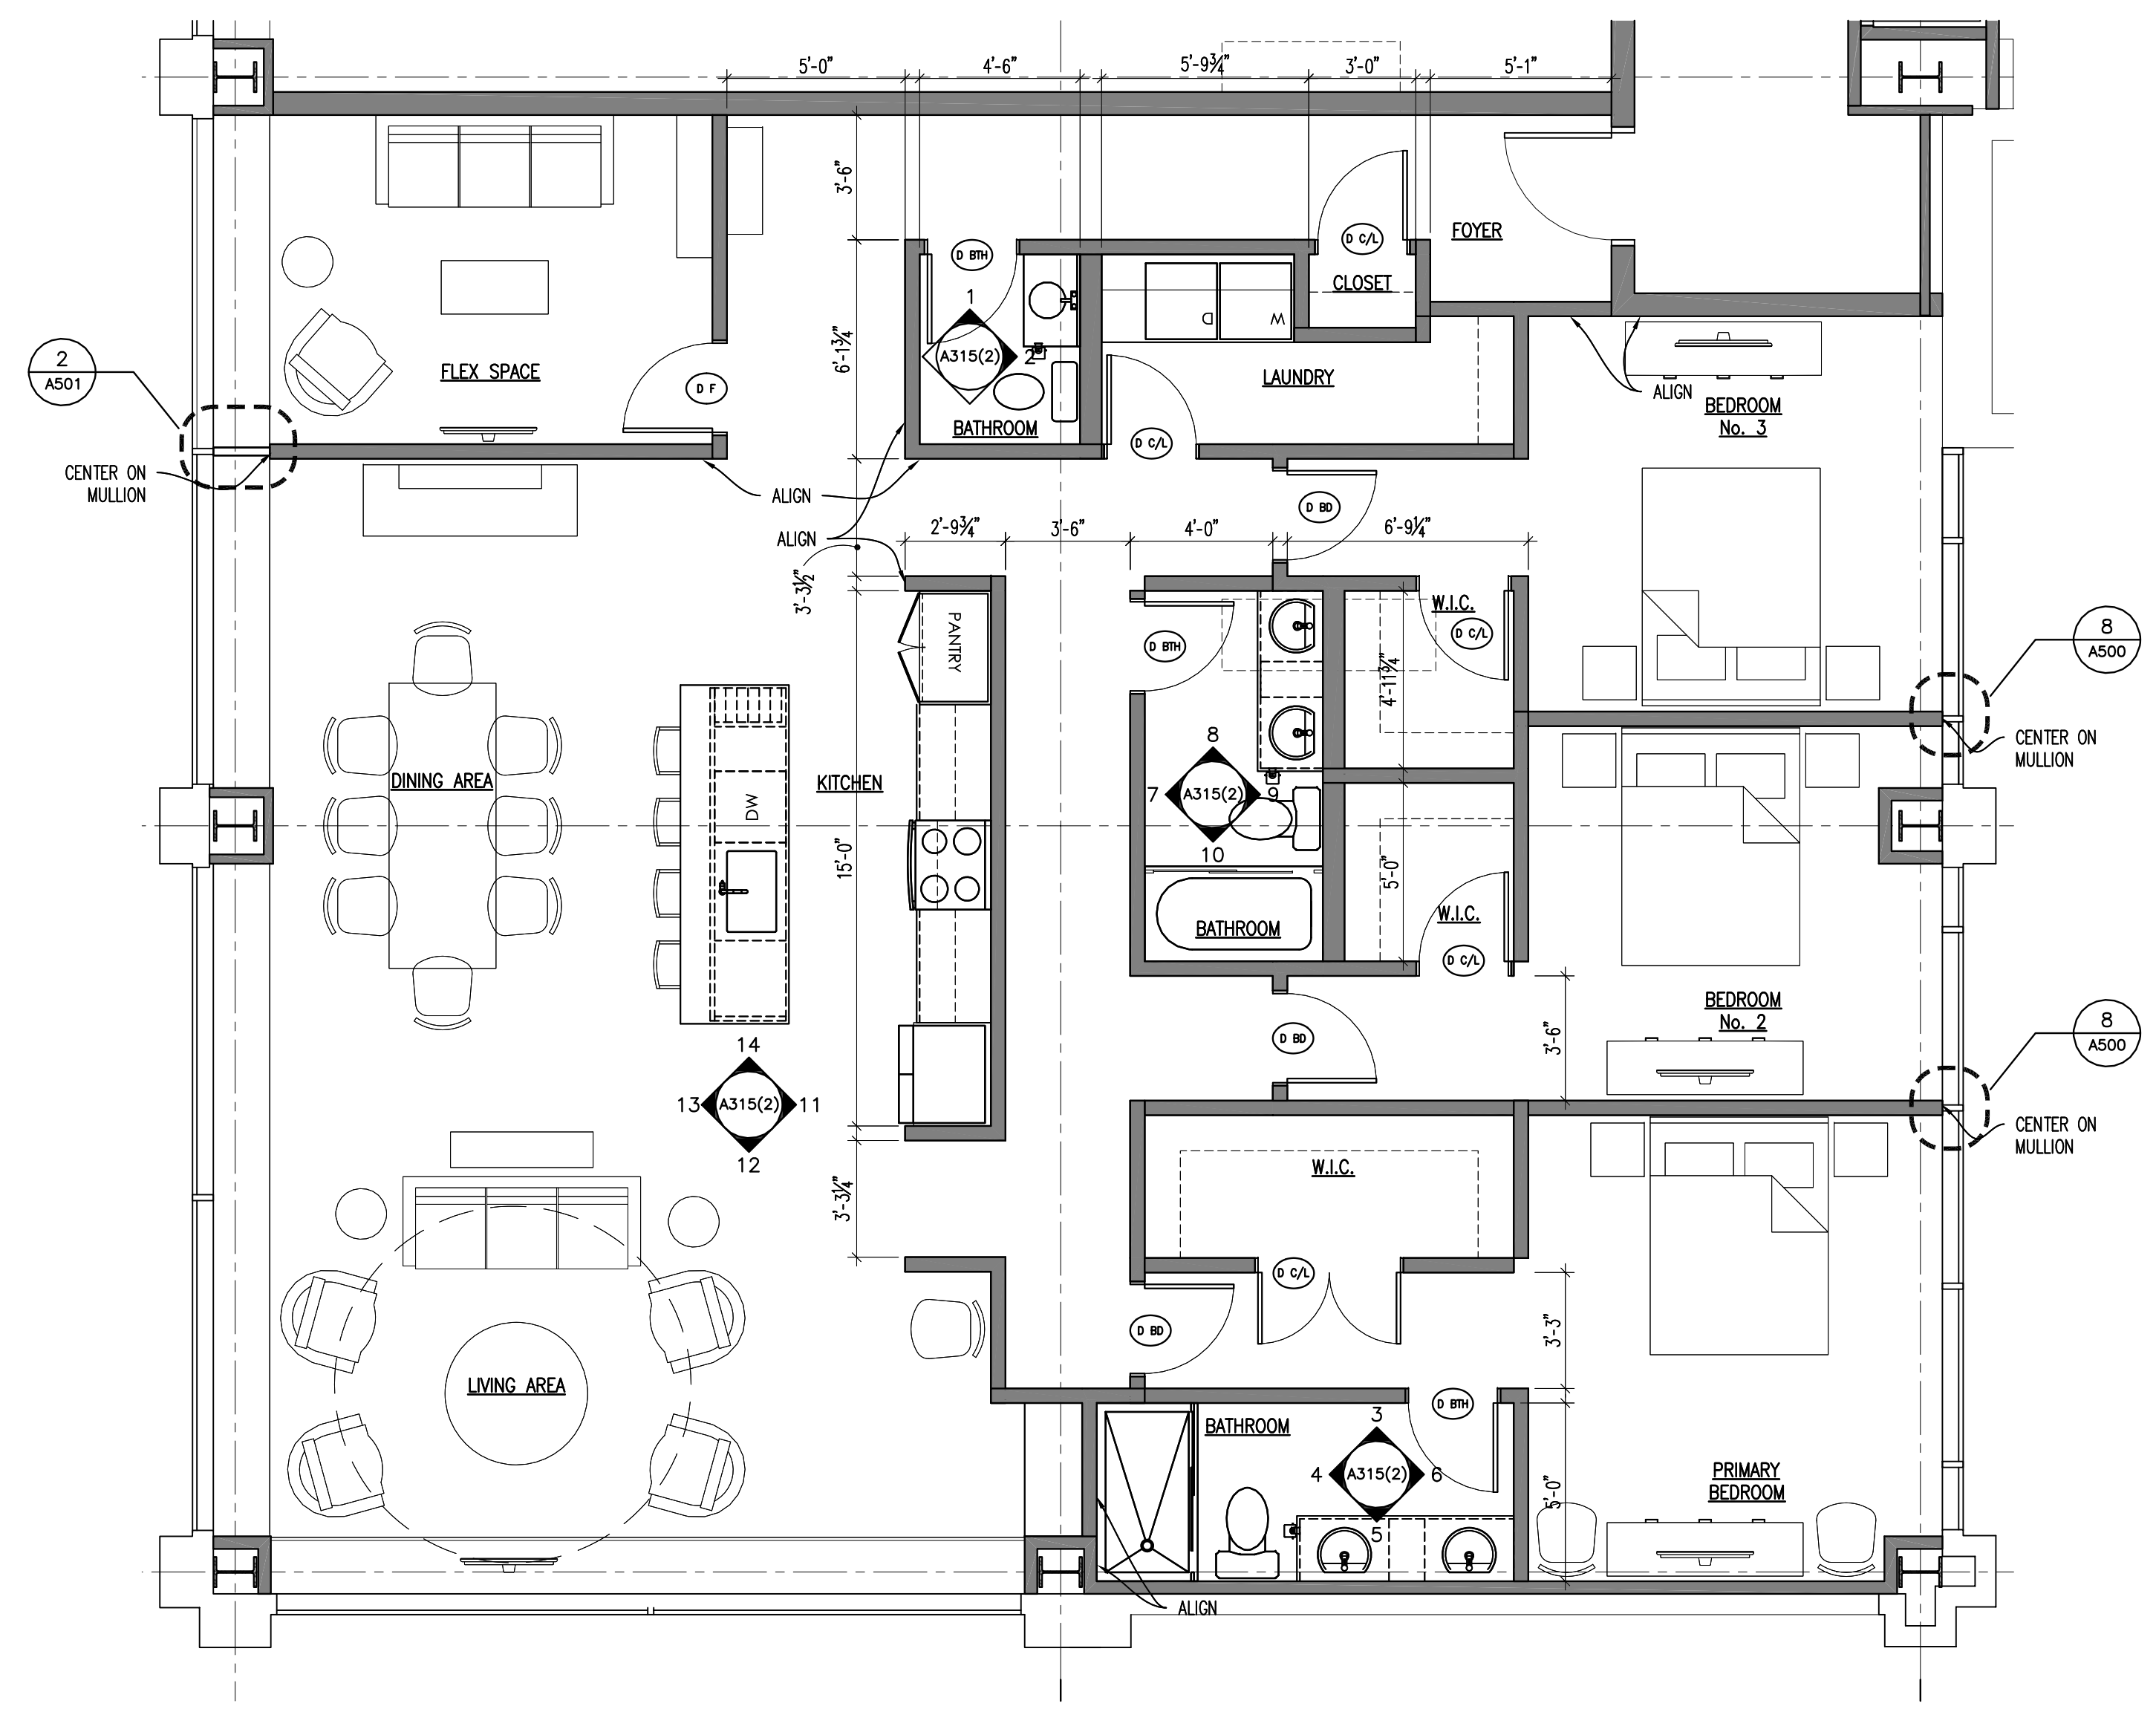 5'-0" 4'-6" 5'-9¾" 3'-0" 5'-1"
3'-6"
FOYER
D BTH
D C/L
CLOSET
1
A315(2)
2
D W
6'-1¾"
2
A501
FLEX SPACE
D F
LAUNDRY
ALIGN
BEDROOM
No. 3
BATHROOM
D C/L
CENTER ON
MULLION
ALIGN
D BD
ALIGN
2'-9¾" 3'-6" 4'-0" 6'-9¼"
3'-3½"
PANTRY
D BTH
W.I.C.
D C/L
4'-11¾"
8
A500
CENTER ON
MULLION
DINING AREA
KITCHEN
DW
8
7 A315(2) 9
10
15'-0"
5'-0"
W.I.C.
BATHROOM
D C/L
BEDROOM
No. 2
D BD
3'-6"
8
A500
14
13 A315(2) 11
12
CENTER ON
MULLION
W.I.C.
3'-3¼"
D C/L
D BD
3'-3"
LIVING AREA
D BTH
BATHROOM
3
4 A315(2) 6
5
5'-0"
PRIMARY
BEDROOM
ALIGN